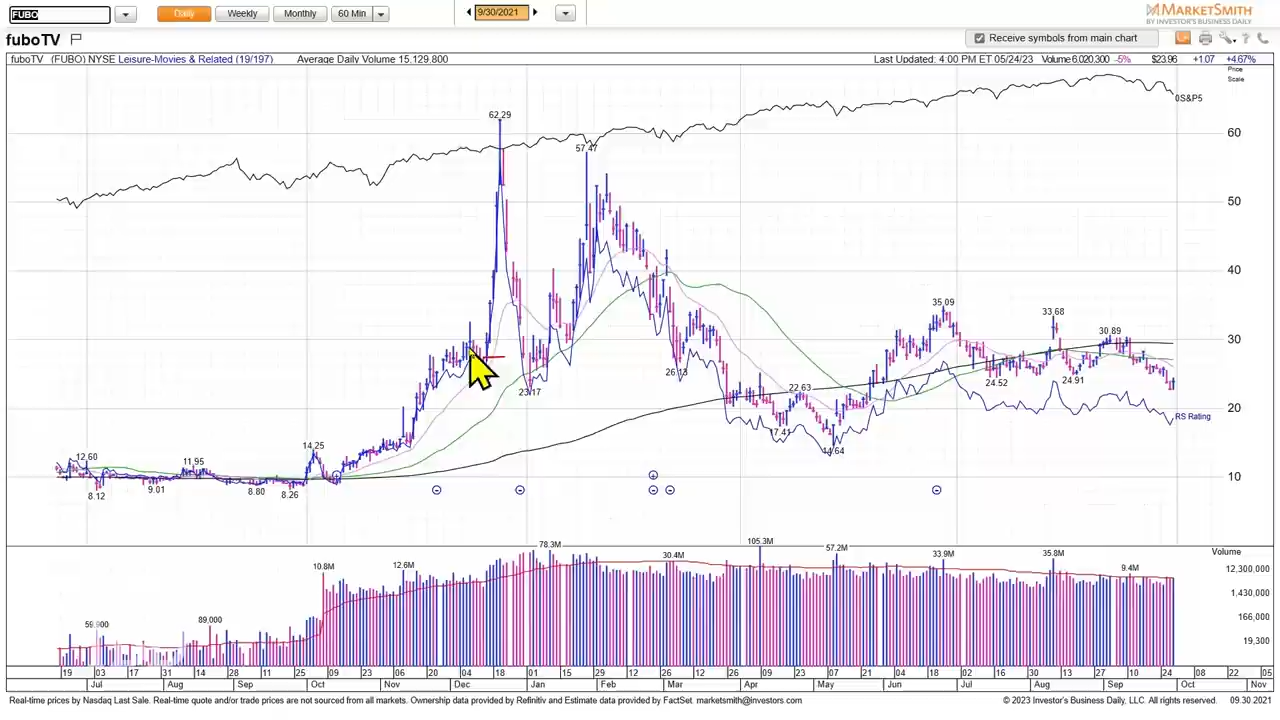 FUBO Daily Weekly Monthly 60 Min 9/30/2021 MARKETSMITH
BY INVESTOR'S BUSINESS DAILY
fuboTV Receive symbols from main chart
fuboTV (FUBO) NYSE Leisure-Movies & Related (19/197) Average Daily Volume 15,129,800 Last Updated: 4:00 PM ET 05/24/23 Volume 6,020,300 -5% $23.96 +1.07 +4.67%
Price
Scale
0S&P5
62.29
60
57.47
50
40
35.09
33.68
30.89
30
26.13
24.52
24.91
23.17
22.63
20
RS Rating
17.41
14.64
14.25
12.60
11.95
10
8.12
9.01
8.80
8.26
Volume
78.3M
105.3M
57.2M
30.4M
33.9M
35.8M
10.8M
12.6M
9.4M
12,300,000
1,430,000
59,900
89,000
166,000
19,300
19 03 17 31 14 28 11 25 09 23 06 20 04 18 01 15 29 12 26 12 26 09 23 07 21 04 18 02 16 30 13 27 10 24 08 22 05
Jul Aug Sep Oct Nov Dec Jan Feb Mar Apr May Jun Jul Aug Sep Oct Nov
Real-time prices by Nasdaq Last Sale. Real-time quote and/or trade prices are not sourced from all markets. Ownership data provided by Refinitiv and Estimate data provided by FactSet. marketsmith@investors.com © 2023 Investor's Business Daily, LLC. All rights reserved. 09.30.2021